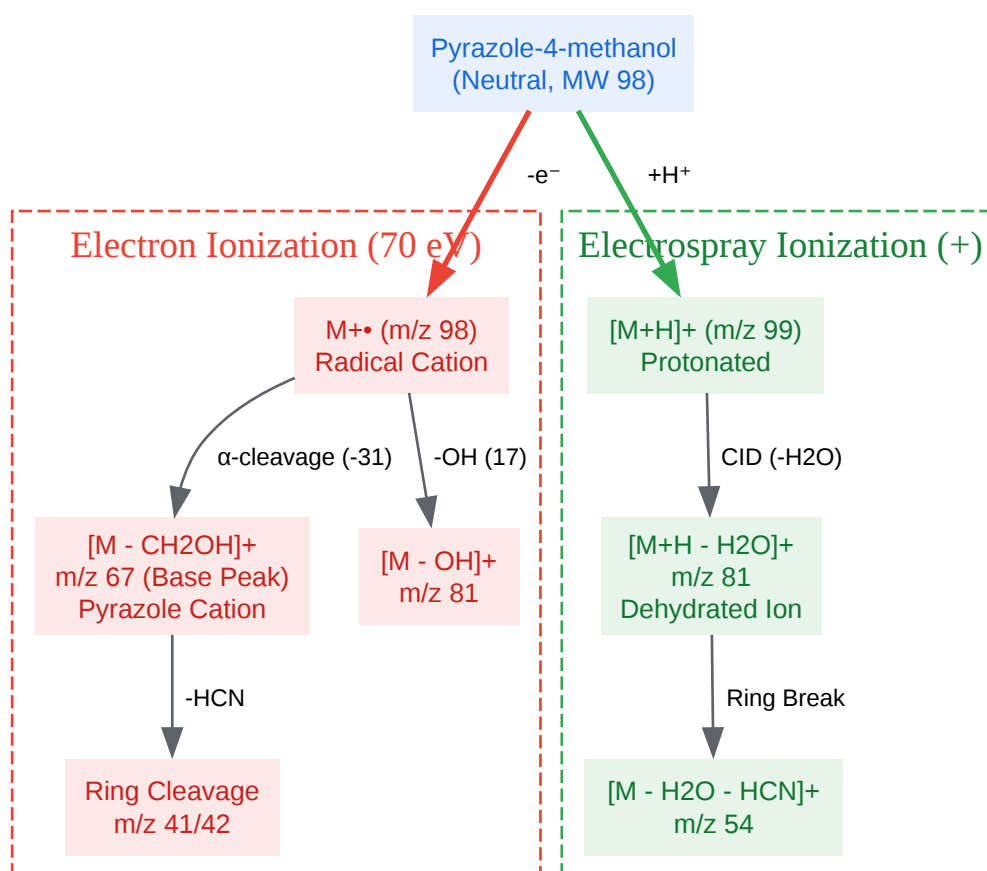 Pyrazole-4-methanol
(Neutral, MW 98)
-e⁻
+H⁺
Electron Ionization (70 eV)
Electrospray Ionization (+)
M+• (m/z 98)
Radical Cation
[M+H]+ (m/z 99)
Protonated
α-cleavage (-31)
-OH (17)
CID (-H2O)
[M - CH2OH]+
m/z 67 (Base Peak)
Pyrazole Cation
[M - OH]+
m/z 81
[M+H - H2O]+
m/z 81
Dehydrated Ion
-HCN
Ring Break
Ring Cleavage
m/z 41/42
[M - H2O - HCN]+
m/z 54